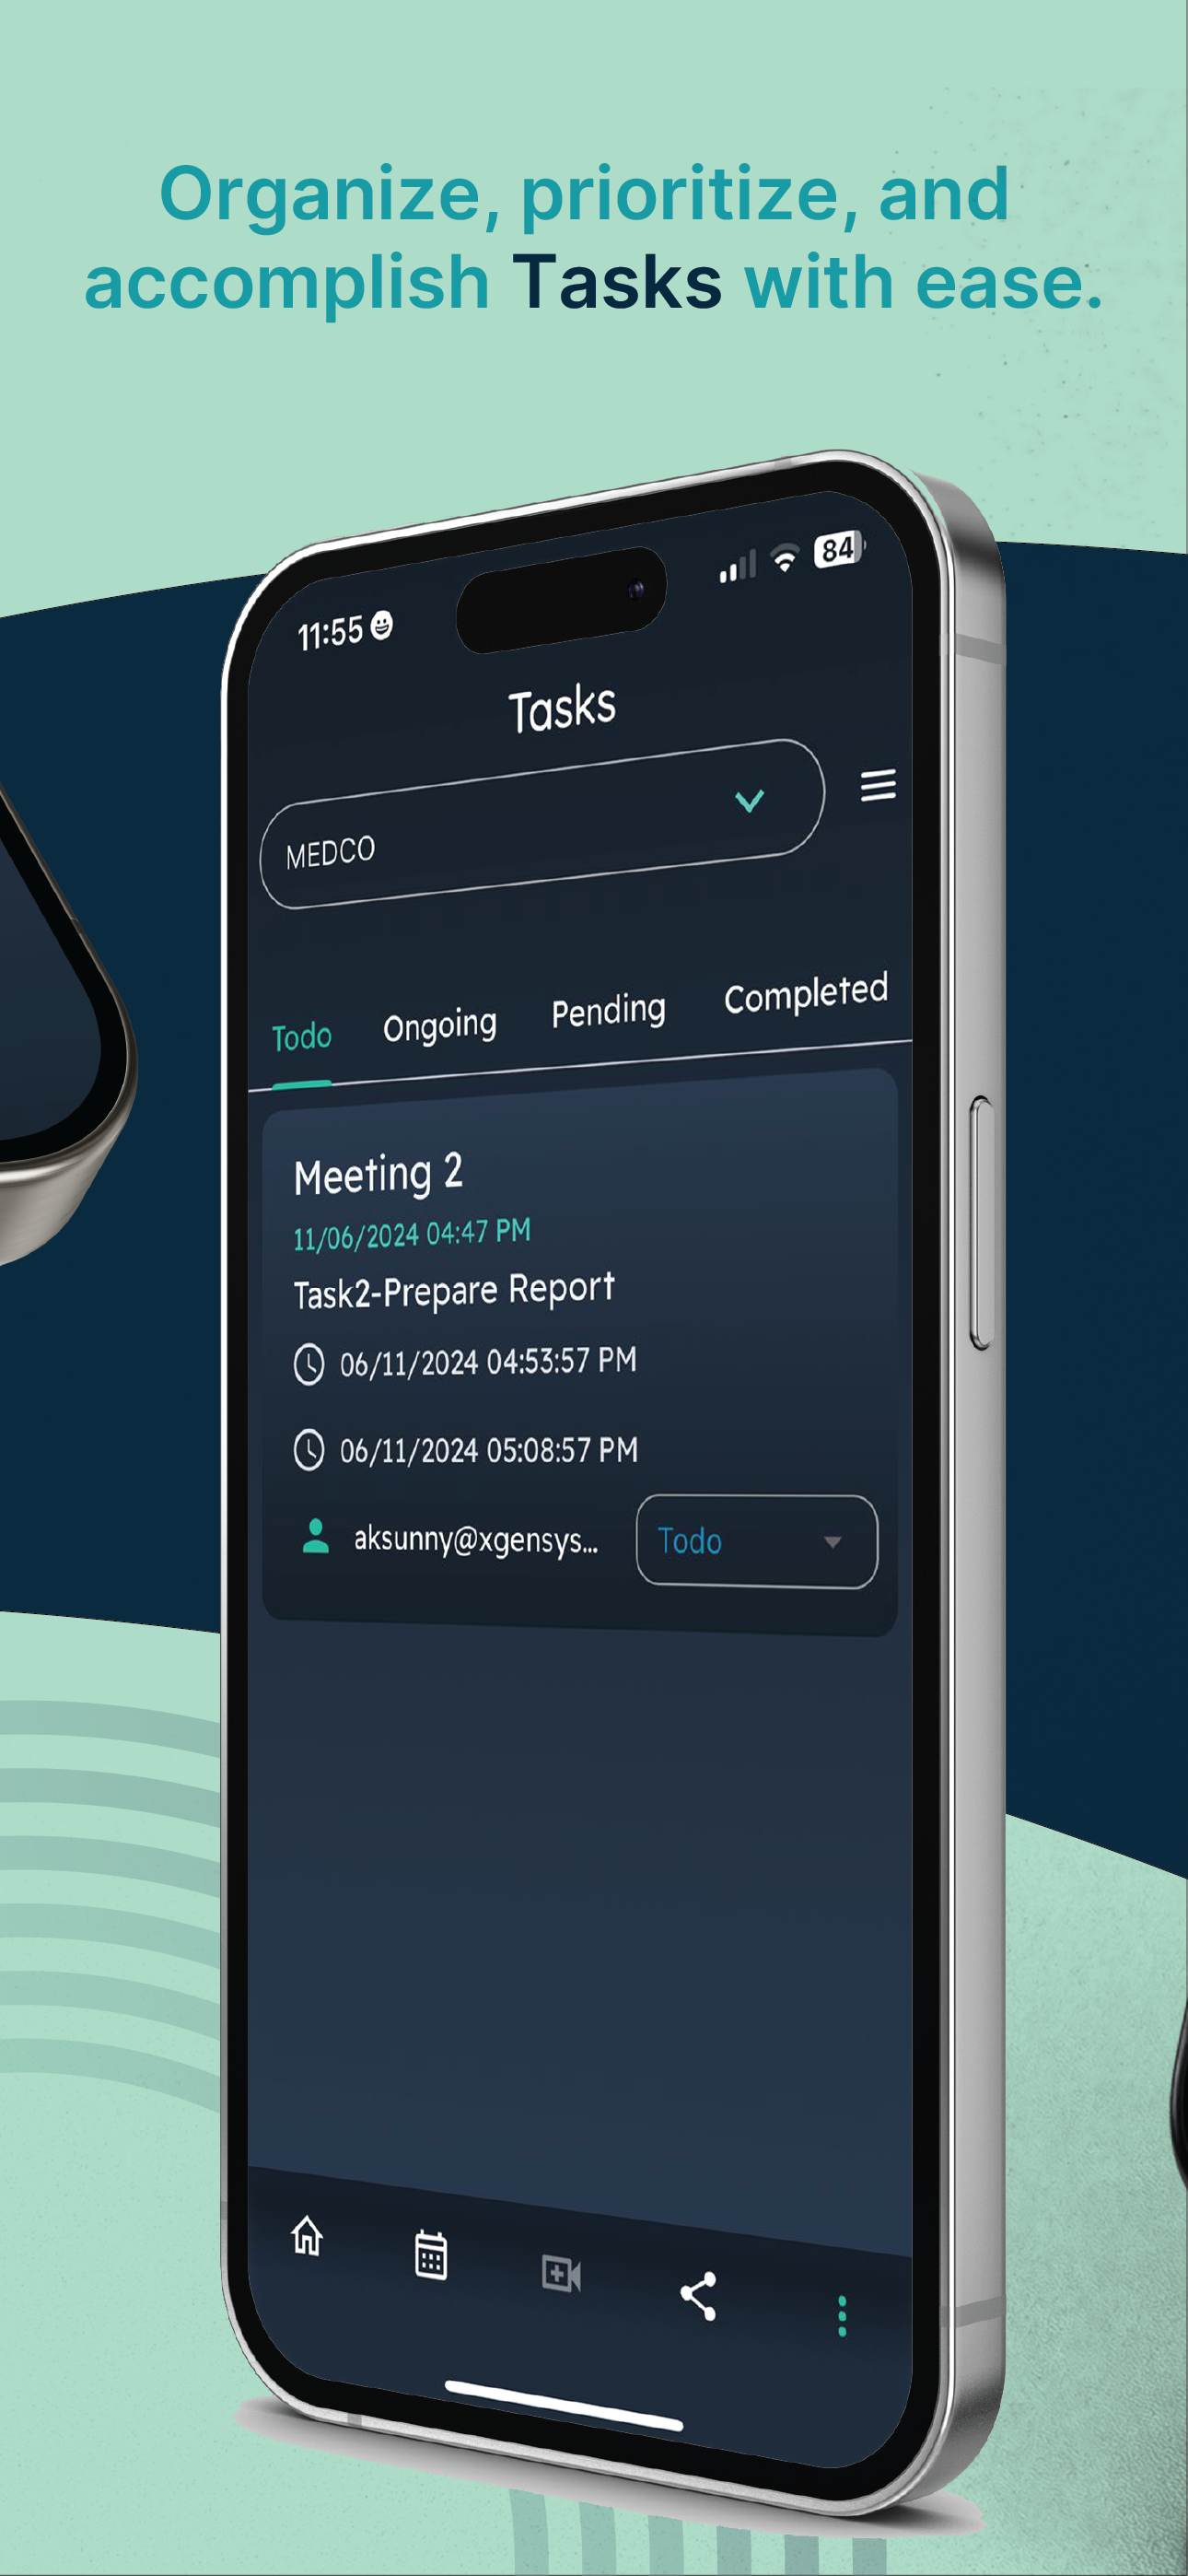 Organize, prioritize, and
accomplish Tasks with ease.
11:55
84
Tasks
MEDCO
Todo Ongoing Pending Completed
Meeting 2
11/06/2024 04:47 PM
Task2-Prepare Report
06/11/2024 04:53:57 PM
06/11/2024 05:08:57 PM
aksunny@xgensys... Todo